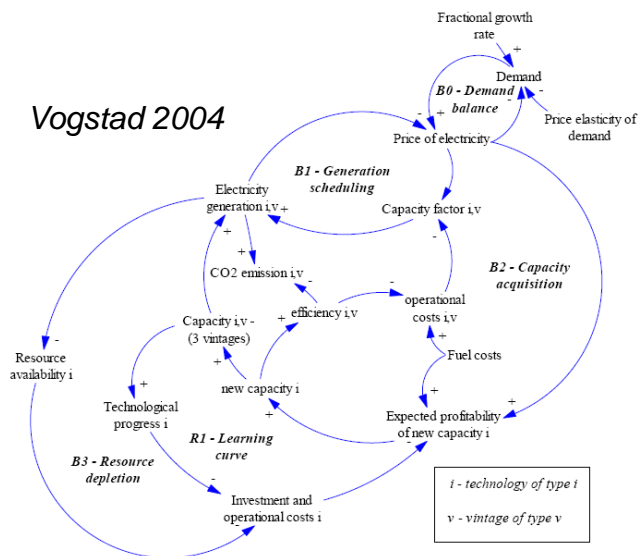 Fractional growth
rate
+
Demand
B0 - Demand
balance
-
-
Price elasticity of
demand
Vogstad 2004
-
+
Price of electricity
B1 - Generation
scheduling
Electricity
generation i,v
+
Capacity factor i,v
+
+
-
B2 - Capacity
acquisition
CO2 emission i,v
-
-
efficiency i,v
operational
costs i,v
Capacity i,v -
(3 vintages)
+
+
-
Resource
availability i
+
new capacity i
Fuel costs
+
Technological
progress i
+
+
+
Expected profitability
of new capacity i
-
R1 - Learning
curve
B3 - Resource
depletion
-
Investment and
operational costs i
-
i - technology of type i
v - vintage of type v